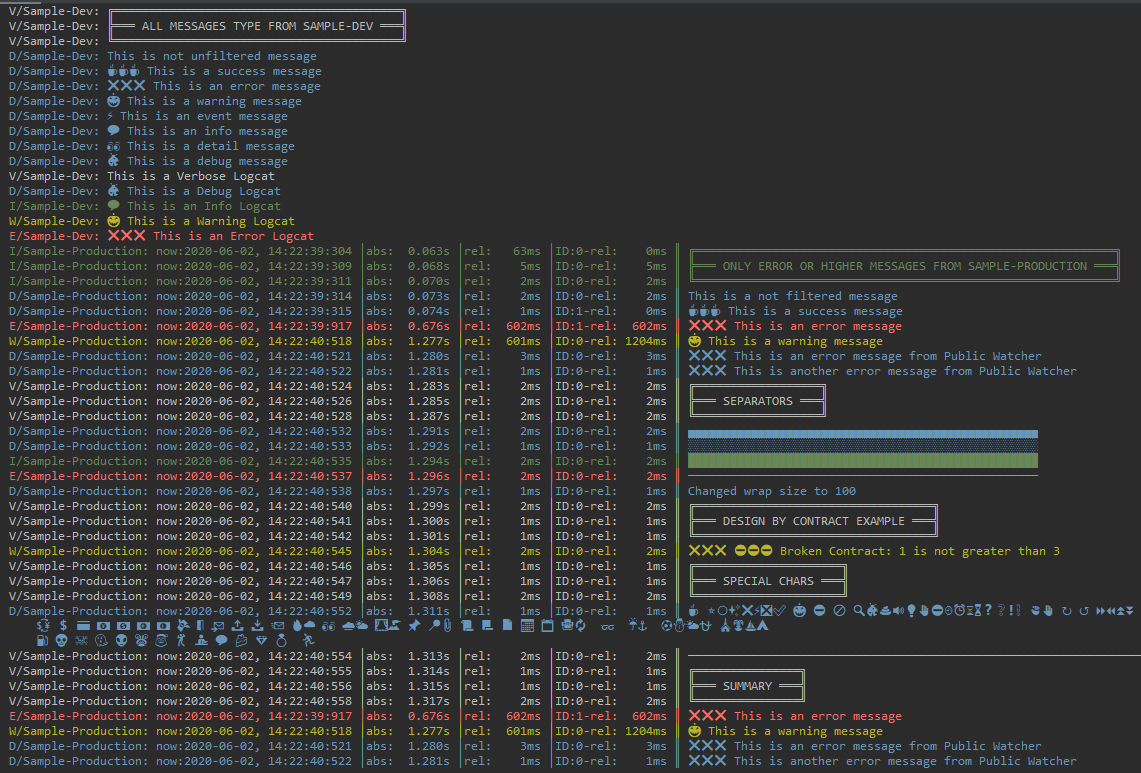 V/Sample-Dev:
V/Sample-Dev: ALL MESSAGES TYPE FROM SAMPLE-DEV
V/Sample-Dev:
D/Sample-Dev: This is not unfiltered message
D/Sample-Dev: ☕☕☕ This is a success message
D/Sample-Dev: ❌❌❌ This is an error message
D/Sample-Dev: 🎃 This is a warning message
D/Sample-Dev: ⚡ This is an event message
D/Sample-Dev: 💬 This is an info message
D/Sample-Dev: 👀 This is a detail message
D/Sample-Dev: This is a debug message
V/Sample-Dev: This is a Verbose Logcat
D/Sample-Dev: This is a Debug Logcat
I/Sample-Dev: 💬 This is an Info Logcat
W/Sample-Dev: 🎃 This is a Warning Logcat
E/Sample-Dev: ❌❌❌ This is an Error Logcat
I/Sample-Production: now:2020-06-02, 14:22:39:304 │abs: 0.063s │rel: 63ms │ID:0-rel: 0ms ║
I/Sample-Production: now:2020-06-02, 14:22:39:309 │abs: 0.068s │rel: 5ms │ID:0-rel: 5ms ║ ONLY ERROR OR HIGHER MESSAGES FROM SAMPLE-PRODUCTION
I/Sample-Production: now:2020-06-02, 14:22:39:311 │abs: 0.070s │rel: 2ms │ID:0-rel: 2ms ║
D/Sample-Production: now:2020-06-02, 14:22:39:314 │abs: 0.073s │rel: 2ms │ID:0-rel: 2ms ║ This is a not filtered message
D/Sample-Production: now:2020-06-02, 14:22:39:315 │abs: 0.074s │rel: 1ms │ID:1-rel: 0ms ║ ☕☕☕ This is a success message
E/Sample-Production: now:2020-06-02, 14:22:39:917 │abs: 0.676s │rel: 602ms │ID:1-rel: 602ms ║ ❌❌❌ This is an error message
W/Sample-Production: now:2020-06-02, 14:22:40:518 │abs: 1.277s │rel: 601ms │ID:0-rel: 1204ms ║ 🎃 This is a warning message
D/Sample-Production: now:2020-06-02, 14:22:40:521 │abs: 1.280s │rel: 3ms │ID:0-rel: 3ms ║ ❌❌❌ This is an error message from Public Watcher
D/Sample-Production: now:2020-06-02, 14:22:40:522 │abs: 1.281s │rel: 1ms │ID:0-rel: 1ms ║ ❌❌❌ This is another error message from Public Watcher
V/Sample-Production: now:2020-06-02, 14:22:40:524 │abs: 1.283s │rel: 2ms │ID:0-rel: 2ms ║
V/Sample-Production: now:2020-06-02, 14:22:40:526 │abs: 1.285s │rel: 2ms │ID:0-rel: 2ms ║ SEPARATORS
V/Sample-Production: now:2020-06-02, 14:22:40:528 │abs: 1.287s │rel: 2ms │ID:0-rel: 2ms ║
D/Sample-Production: now:2020-06-02, 14:22:40:532 │abs: 1.291s │rel: 2ms │ID:0-rel: 2ms ║
D/Sample-Production: now:2020-06-02, 14:22:40:533 │abs: 1.292s │rel: 1ms │ID:0-rel: 1ms ║
I/Sample-Production: now:2020-06-02, 14:22:40:535 │abs: 1.294s │rel: 2ms │ID:0-rel: 2ms ║
E/Sample-Production: now:2020-06-02, 14:22:40:537 │abs: 1.296s │rel: 2ms │ID:0-rel: 2ms ║
D/Sample-Production: now:2020-06-02, 14:22:40:538 │abs: 1.297s │rel: 1ms │ID:0-rel: 1ms ║ Changed wrap size to 100
V/Sample-Production: now:2020-06-02, 14:22:40:540 │abs: 1.299s │rel: 2ms │ID:0-rel: 2ms ║
V/Sample-Production: now:2020-06-02, 14:22:40:541 │abs: 1.300s │rel: 1ms │ID:0-rel: 1ms ║ DESIGN BY CONTRACT EXAMPLE
V/Sample-Production: now:2020-06-02, 14:22:40:542 │abs: 1.301s │rel: 1ms │ID:0-rel: 1ms ║
W/Sample-Production: now:2020-06-02, 14:22:40:545 │abs: 1.304s │rel: 2ms │ID:0-rel: 2ms ║ ❌❌❌ ⛔⛔⛔ Broken Contract: 1 is not greater than 3
V/Sample-Production: now:2020-06-02, 14:22:40:546 │abs: 1.305s │rel: 1ms │ID:0-rel: 1ms ║
V/Sample-Production: now:2020-06-02, 14:22:40:547 │abs: 1.306s │rel: 1ms │ID:0-rel: 1ms ║ SPECIAL CHARS
V/Sample-Production: now:2020-06-02, 14:22:40:549 │abs: 1.308s │rel: 2ms │ID:0-rel: 2ms ║
D/Sample-Production: now:2020-06-02, 14:22:40:552 │abs: 1.311s │rel: 1ms │ID:0-rel: 1ms ║
V/Sample-Production: now:2020-06-02, 14:22:40:554 │abs: 1.313s │rel: 2ms │ID:0-rel: 2ms ║
V/Sample-Production: now:2020-06-02, 14:22:40:555 │abs: 1.314s │rel: 1ms │ID:0-rel: 1ms ║
V/Sample-Production: now:2020-06-02, 14:22:40:556 │abs: 1.315s │rel: 1ms │ID:0-rel: 1ms ║ SUMMARY
V/Sample-Production: now:2020-06-02, 14:22:40:558 │abs: 1.317s │rel: 2ms │ID:0-rel: 2ms ║
E/Sample-Production: now:2020-06-02, 14:22:39:917 │abs: 0.676s │rel: 602ms │ID:1-rel: 602ms ║ ❌❌❌ This is an error message
W/Sample-Production: now:2020-06-02, 14:22:40:518 │abs: 1.277s │rel: 601ms │ID:0-rel: 1204ms ║ 🎃 This is a warning message
D/Sample-Production: now:2020-06-02, 14:22:40:521 │abs: 1.280s │rel: 3ms │ID:0-rel: 3ms ║ ❌❌❌ This is an error message from Public Watcher
D/Sample-Production: now:2020-06-02, 14:22:40:522 │abs: 1.281s │rel: 1ms │ID:0-rel: 1ms ║ ❌❌❌ This is another error message from Public Watcher